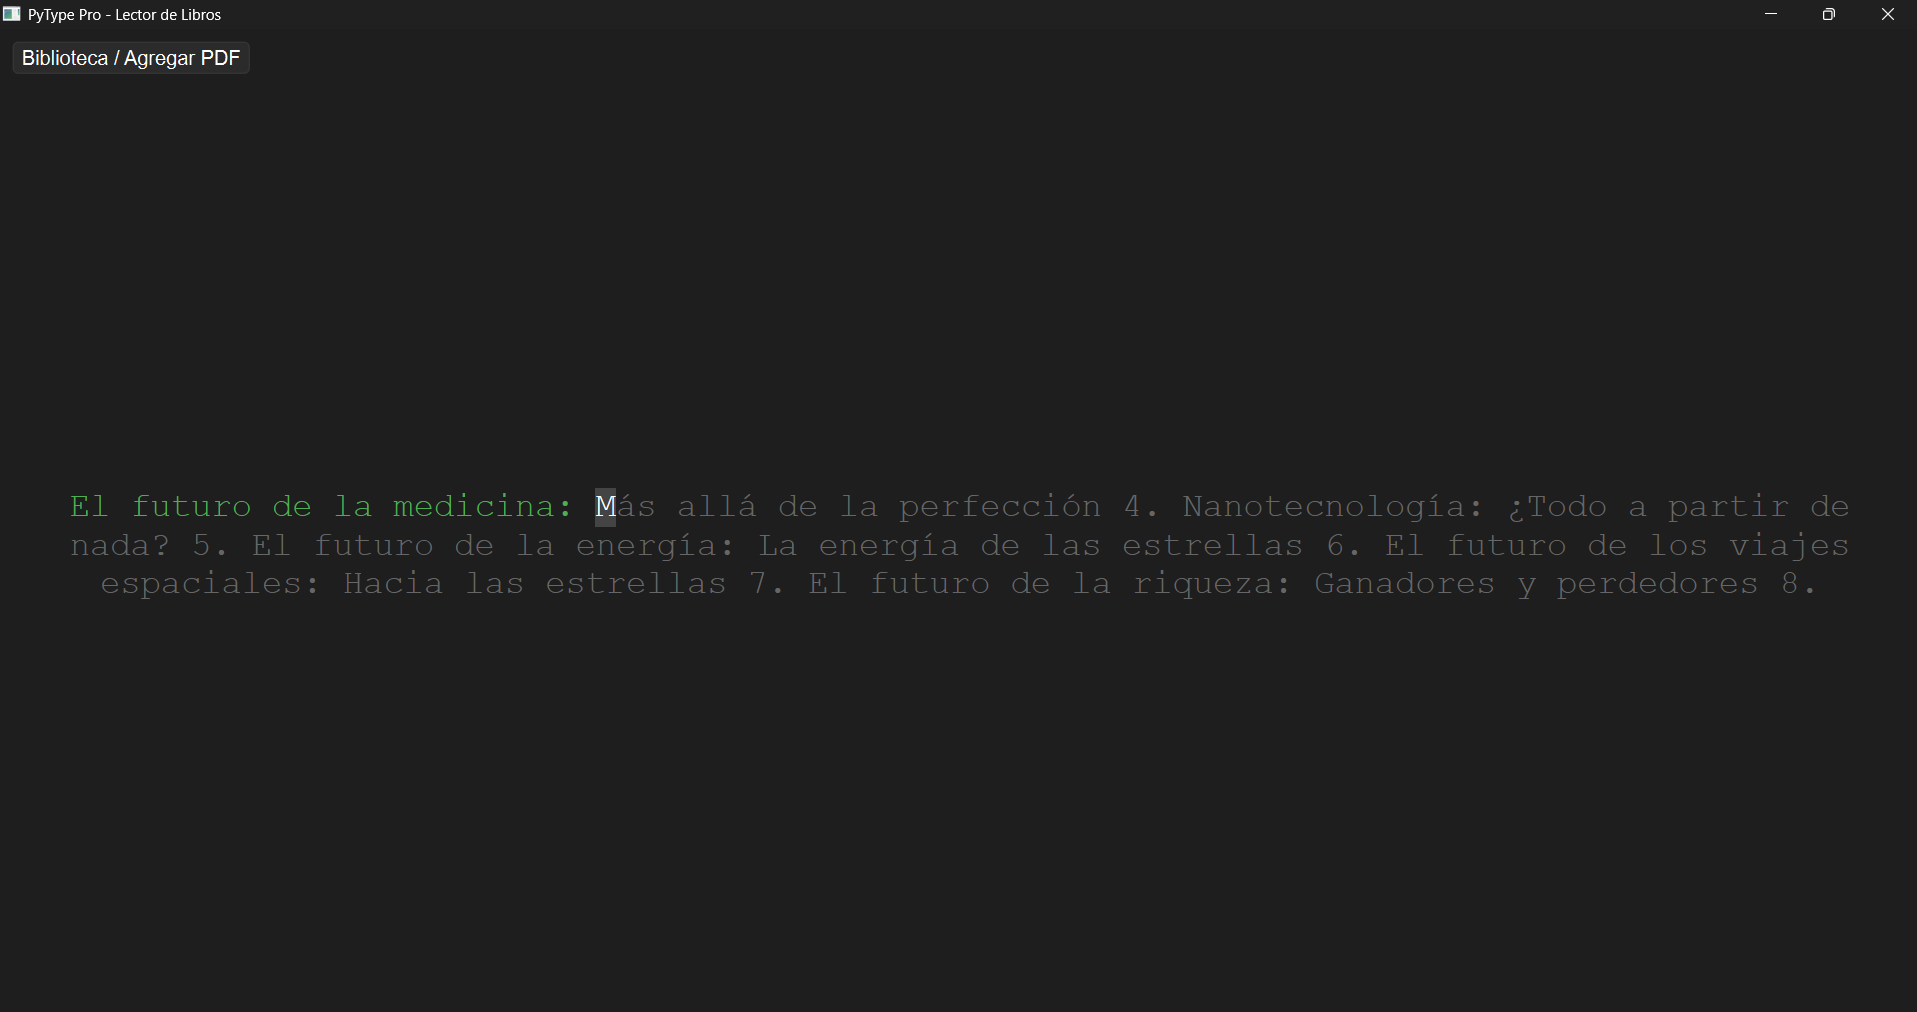 PyType Pro - Lector de Libros
Biblioteca / Agregar PDF
El futuro de la medicina: Más allá de la perfección 4. Nanotecnología: ¿Todo a partir de
nada? 5. El futuro de la energía: La energía de las estrellas 6. El futuro de los viajes
espaciales: Hacia las estrellas 7. El futuro de la riqueza: Ganadores y perdedores 8.